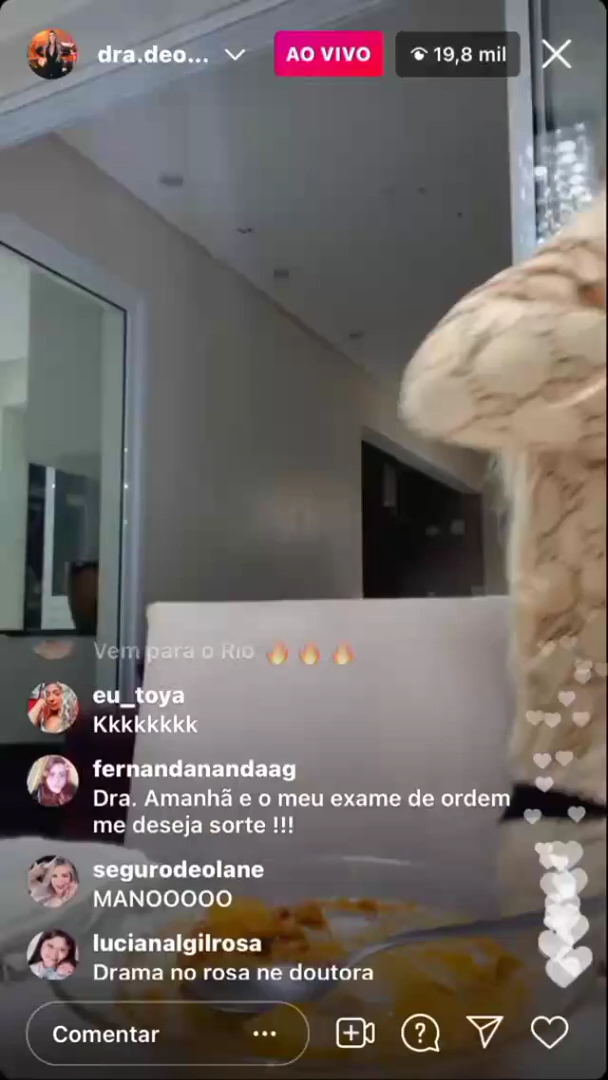 dra.deo...
AO VIVO
19,8 mil
Vem para o Rio 🔥 🔥 🔥
eu_toya
Kkkkkkkk
fernandanandaag
Dra. Amanhã e o meu exame de ordem
me deseja sorte !!!
segurodeolane
MANOOOOO
lucianalgilrosa
Drama no rosa ne doutora
Comentar